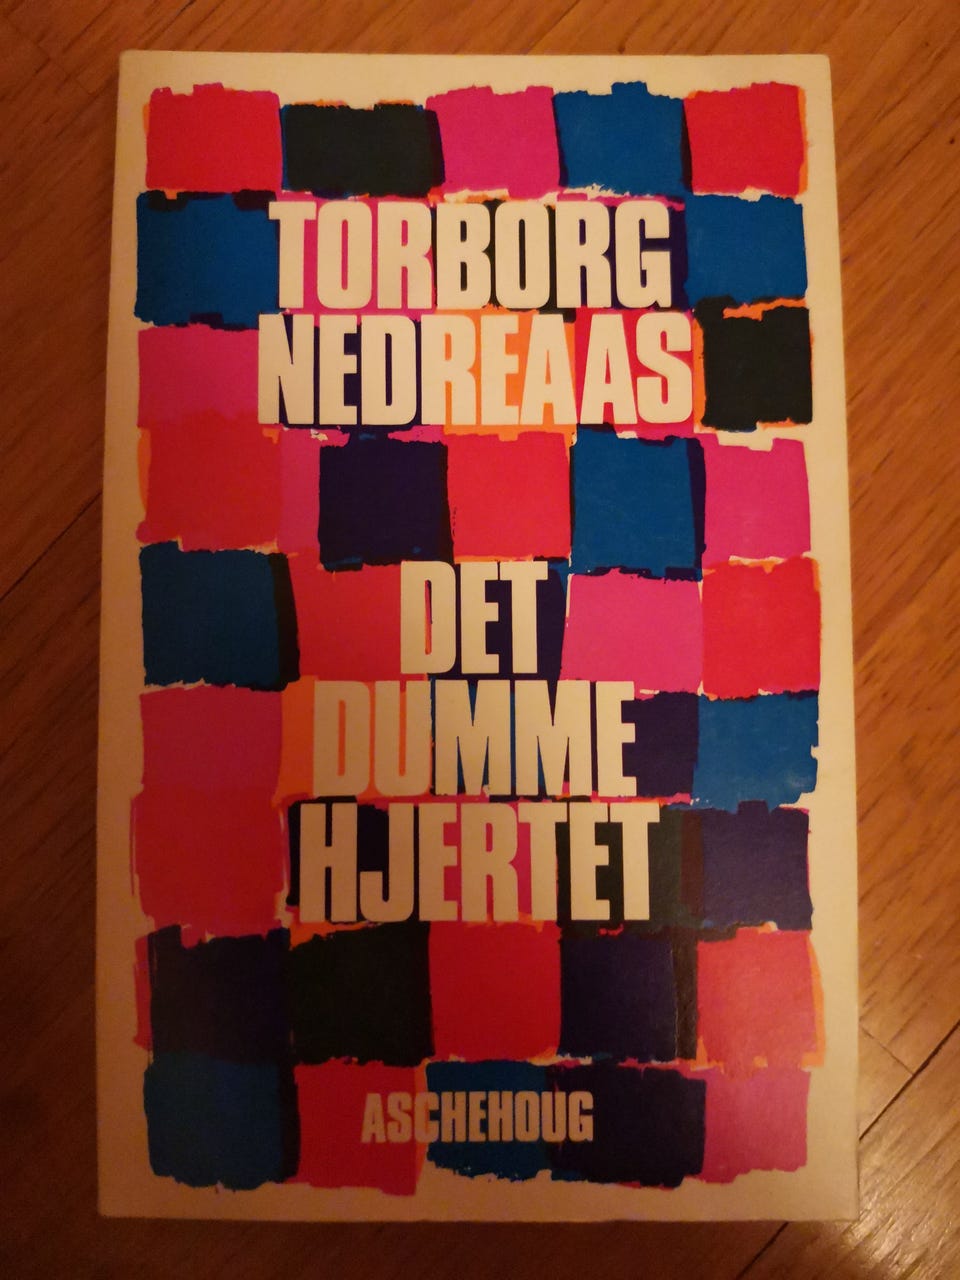 TORBORG
NEDREAAS
DET
DUMME
HJERTET
ASCHEHOUG